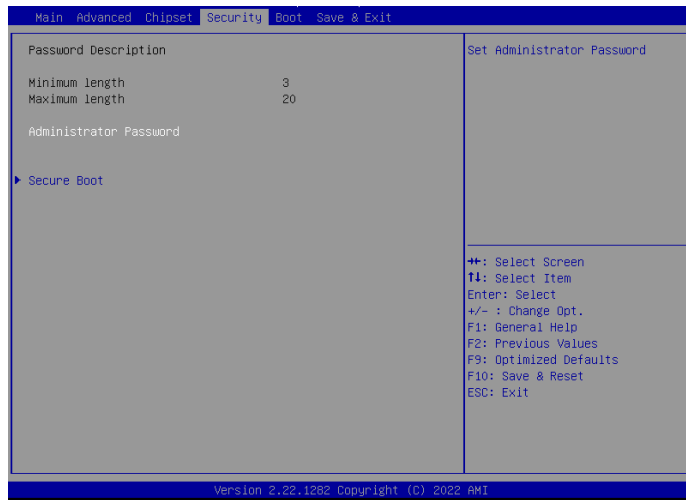 Main Advanced Chipset Security Boot Save & Exit
Password Description
Minimum length 3
Maximum length 20
Administrator Password
Secure Boot
Set Administrator Password
: Select Screen
↑↓: Select Item
Enter: Select
+/- : Change Opt.
F1: General Help
F2: Previous Values
F9: Optimized Defaults
F10: Save & Reset
ESC: Exit
Version 2.22.1282 Copyright (C) 2022 AMI